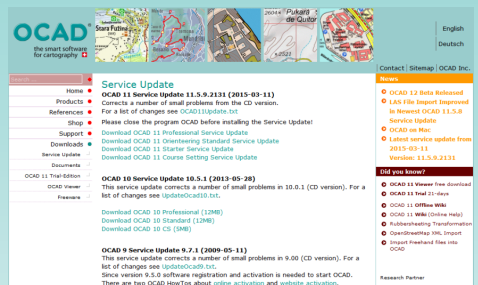 OCAD
the smart software
for cartography
Stars Futini
26044
Pukará
de Quitor
x 2521
English
Deutsch
Contact | Sitemap | OCAD Inc.
Search ...
Home
Products
References
Shop
Support
Downloads
Service Update
Documents
OCAD 11 Trial-Edition
OCAD Viewer
Freeware
Service Update
OCAD 11 Service Update 11.5.9.2131 (2015-03-11)
Corrects a number of small problems from the CD version.
For a list of changes see OCAD11Update.txt
Please close the program OCAD before installing the Service Update!
Download OCAD 11 Professional Service Update
Download OCAD 11 Orienteering Standard Service Update
Download OCAD 11 Starter Service Update
Download OCAD 11 Course Setting Service Update
OCAD 10 Service Update 10.5.1 (2013-05-28)
This service update corrects a number of small problems in 10.0.1 (CD version). For a
list of changes see UpdateOcad10.txt.
Download OCAD 10 Professional (12MB)
Download OCAD 10 Standard (12MB)
Download OCAD 10 CS (5MB)
OCAD 9 Service Update 9.7.1 (2009-05-11)
This service update corrects a number of small problems in 9.00 (CD version). For a
list of changes see UpdateOcad9.txt.
Since version 9.5.0 software registration and activation is needed to start OCAD.
There are two OCAD HowTos about online activation and website activation.
News
OCAD 12 Beta Released
LAS File Import Improved
in Newest OCAD 11.5.8
Service Update
OCAD on Mac
Latest service update from
2015-03-11
Version: 11.5.9.2131
Did you know?
OCAD 11 Viewer free download
OCAD 11 Trial 21-days
OCAD 11 Offline Wiki
OCAD 11 Wiki (Online Help)
Rubbersheeting Transformation
OpenStreetMap XML Import
Import Freehand files into
OCAD
Research Partner